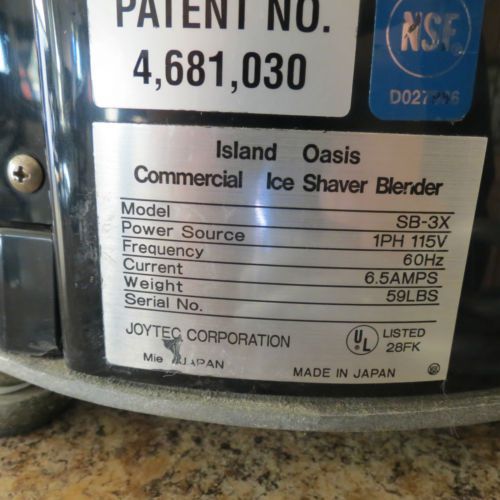 PATENT NO.
4,681,030
NSF
Island Oasis
Commercial Ice Shaver Blender
Model SB-3X
Power Source 1PH 115V
Frequency 60Hz
Current 6.5AMPS
Weight 59LBS
Serial No.
JOYTEC CORPORATION
Mie JAPAN
UL LISTED
28FK
MADE IN JAPAN